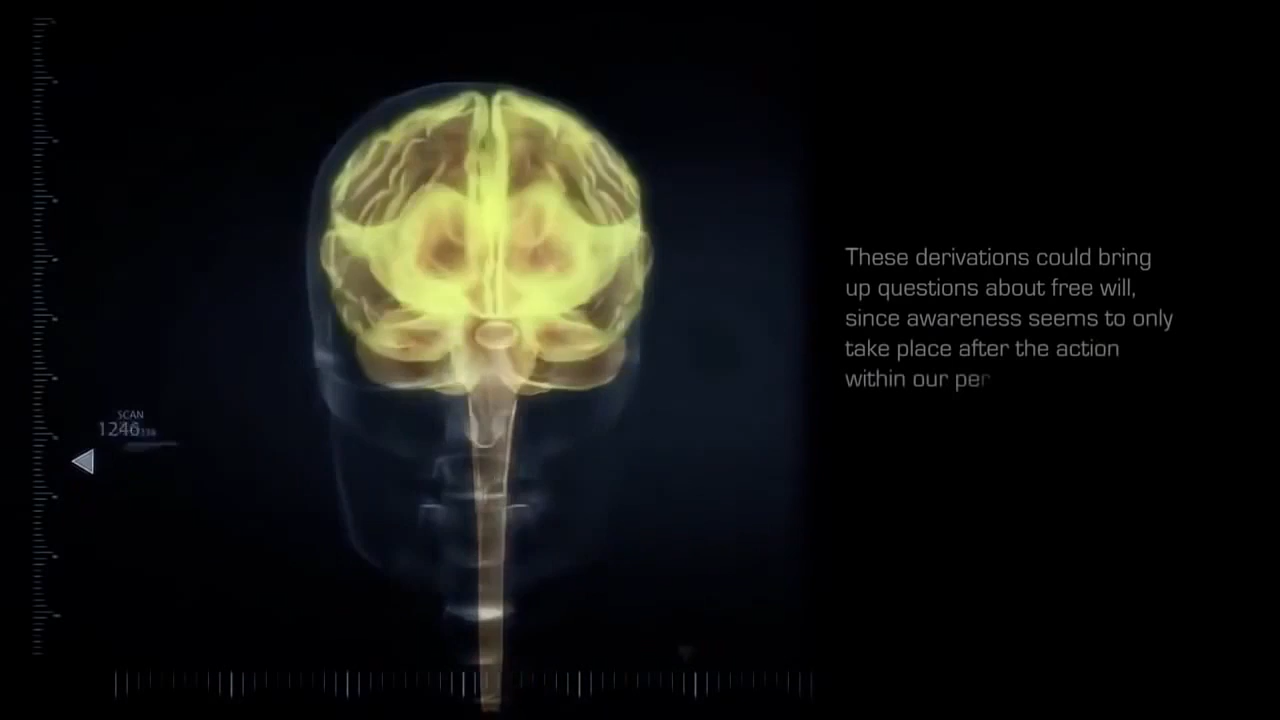 SCAN
1246
These derivations could bring
up questions about free will,
since awareness seems to only
take place after the action
within our per